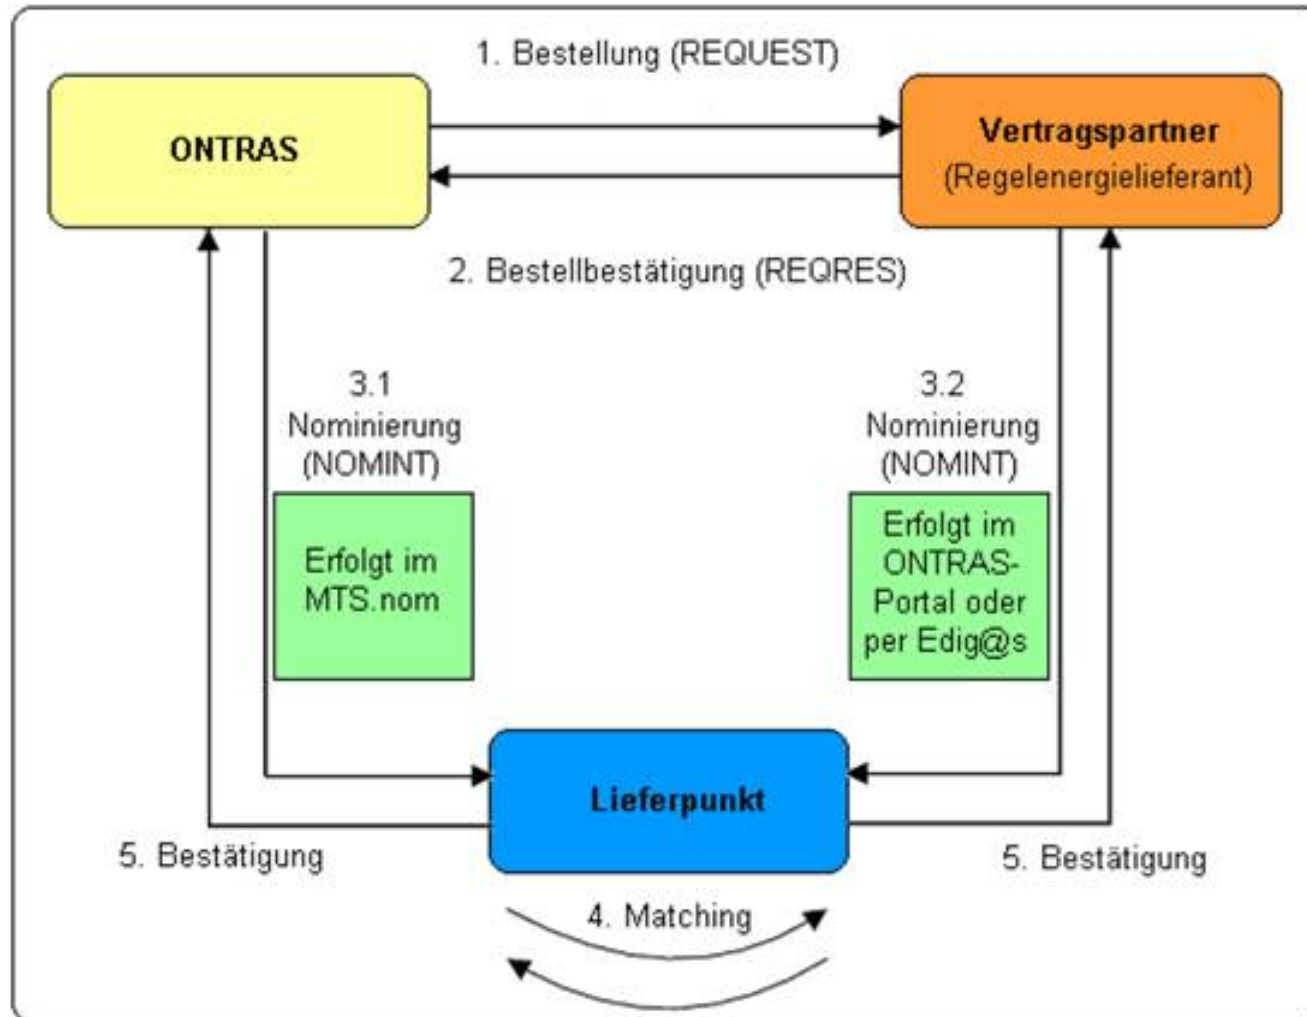 1. Bestellung (REQUEST)
ONTRAS
Vertragspartner
(Regelenergielieferant)
2. Bestellbestätigung (REQRES)
3.1
Nominierung
(NOMINT)
3.2
Nominierung
(NOMINT)
Erfolgt im
MTS.nom
Erfolgt im
ONTRAS-
Portal oder
per Edig@s
Lieferpunkt
5. Bestätigung
5. Bestätigung
4. Matching